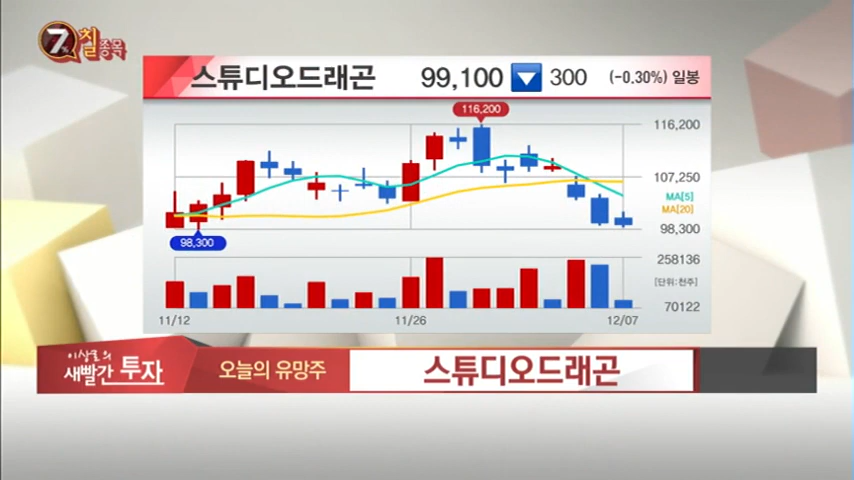 7% 칠종목
스튜디오드래곤 99,100 ▼ 300 (-0.30%) 일봉
116,200
116,200
107,250
MA[5]
MA[20]
98,300
98,300
258136
[단위:천주]
70122
11/12 11/26 12/07
이상로의
새빨간 투자
오늘의 유망주
스튜디오드래곤